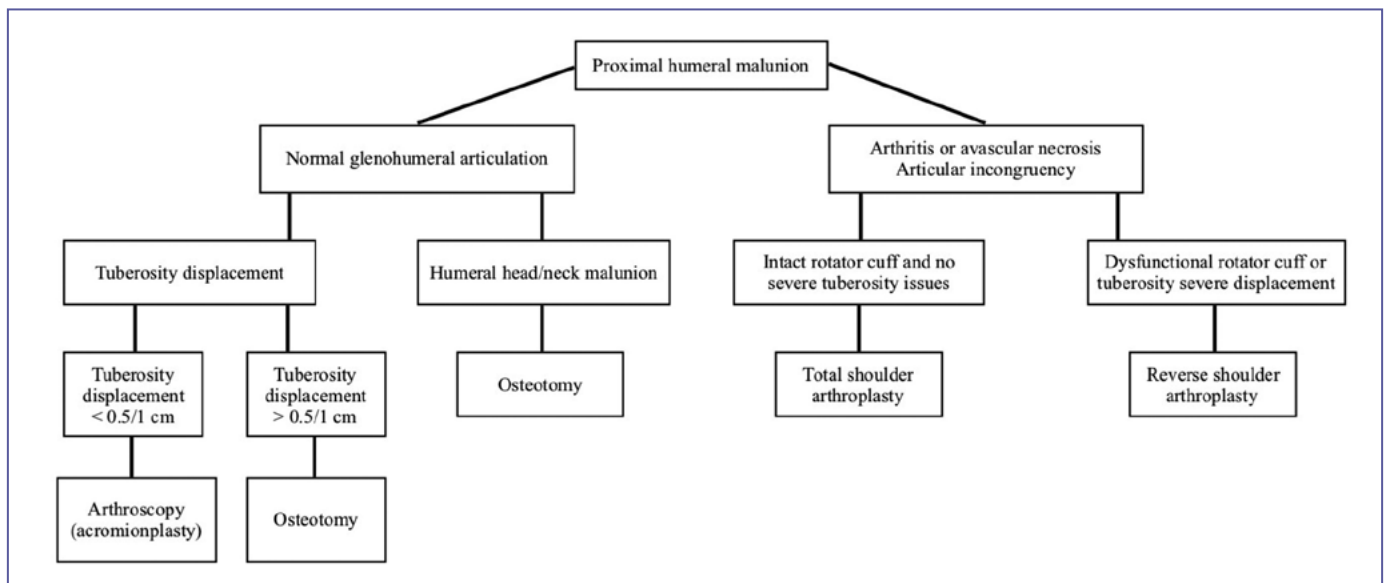 Proximal humeral malunion
Normal glenohumeral articulation
Arthritis or avascular necrosis
Articular incongruency
Tuberosity displacement
Humeral head/neck malunion
Intact rotator cuff and no
severe tuberosity issues
Dysfunctional rotator cuff or
tuberosity severe displacement
Tuberosity
displacement
< 0.5/1 cm
Tuberosity
displacement
> 0.5/1 cm
Osteotomy
Total shoulder
arthroplasty
Reverse shoulder
arthroplasty
Arthroscopy
(acromionplasty)
Osteotomy